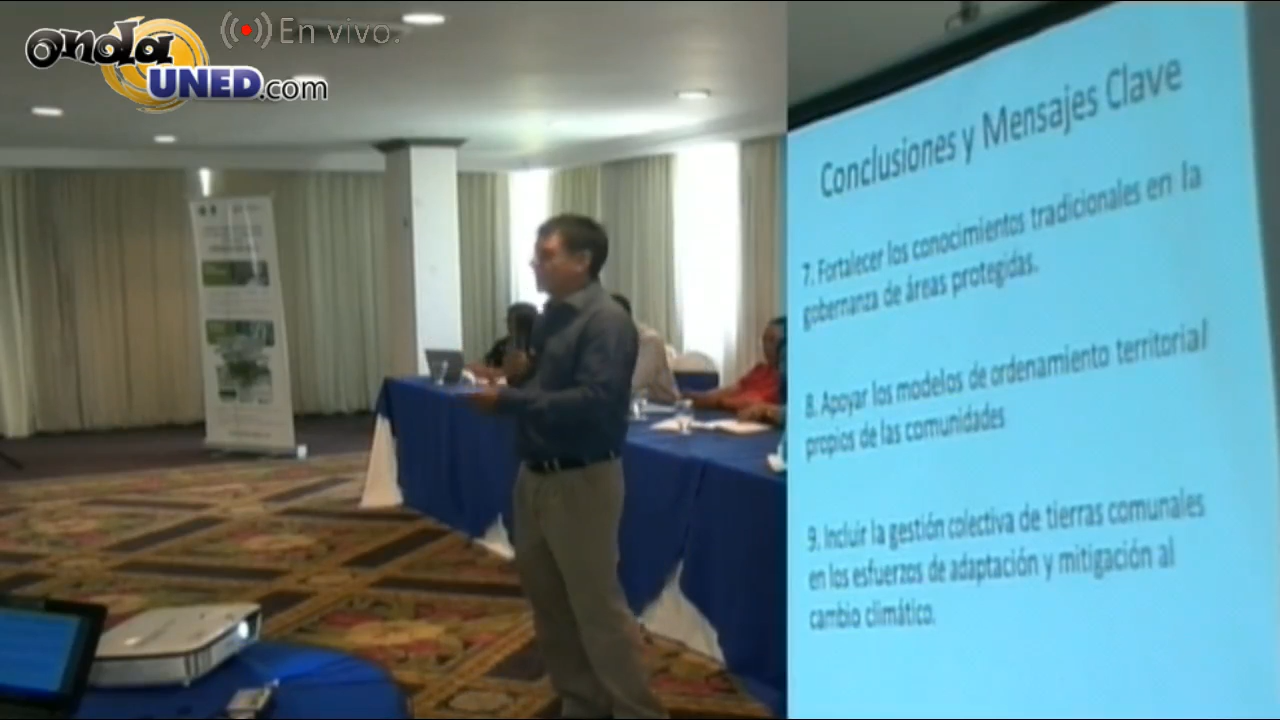 onda
UNED.com
En vivo.
Conclusiones y Mensajes Clave
7. Fortalecer los conocimientos tradicionales en la
gobernanza de áreas protegidas.
8. Apoyar los modelos de ordenamiento territorial
propios de las comunidades
9. Incluir la gestión colectiva de tierras comunales
en los esfuerzos de adaptación y mitigación al
cambio climático.